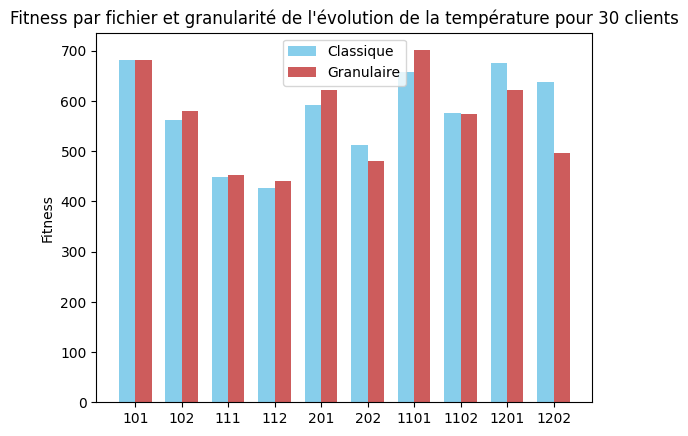 Fitness par fichier et granularité de l'évolution de la température pour 30 clients
Classique
Granulaire
Fitness
700
600
500
400
300
200
100
0
101 102 111 112 201 202 1101 1102 1201 1202